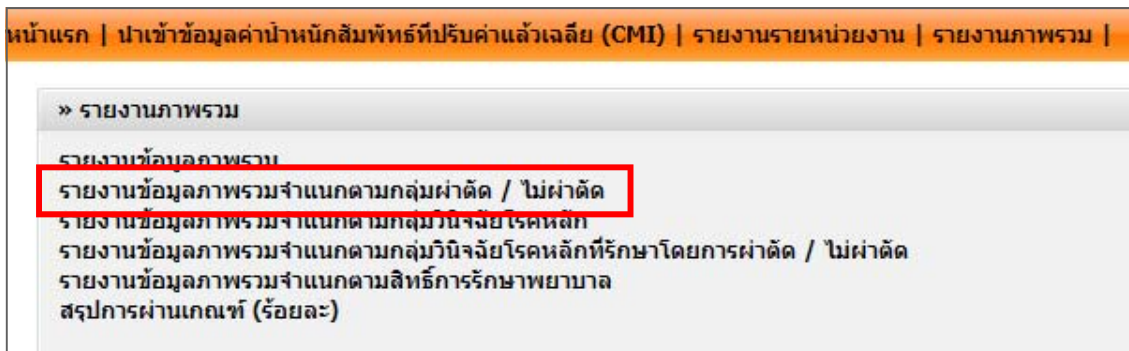 หน้าแรก | นำเข้าข้อมูลค่าน้ำหนักสัมพัทธ์ที่ปรับค่าแล้วเฉลี่ย (CMI) | รายงานรายหน่วยงาน | รายงานภาพรวม |
» รายงานภาพรวม
รายงานข้อมูลภาพรวม
รายงานข้อมูลภาพรวมจำแนกตามกลุ่มผ่าตัด / ไม่ผ่าตัด
รายงานข้อมูลภาพรวมจำแนกตามกลุ่มวินิจฉัยโรคหลัก
รายงานข้อมูลภาพรวมจำแนกตามกลุ่มวินิจฉัยโรคหลักที่รักษาโดยการผ่าตัด / ไม่ผ่าตัด
รายงานข้อมูลภาพรวมจำแนกตามสิทธิ์การรักษาพยาบาล
สรุปการผ่านเกณฑ์ (ร้อยละ)